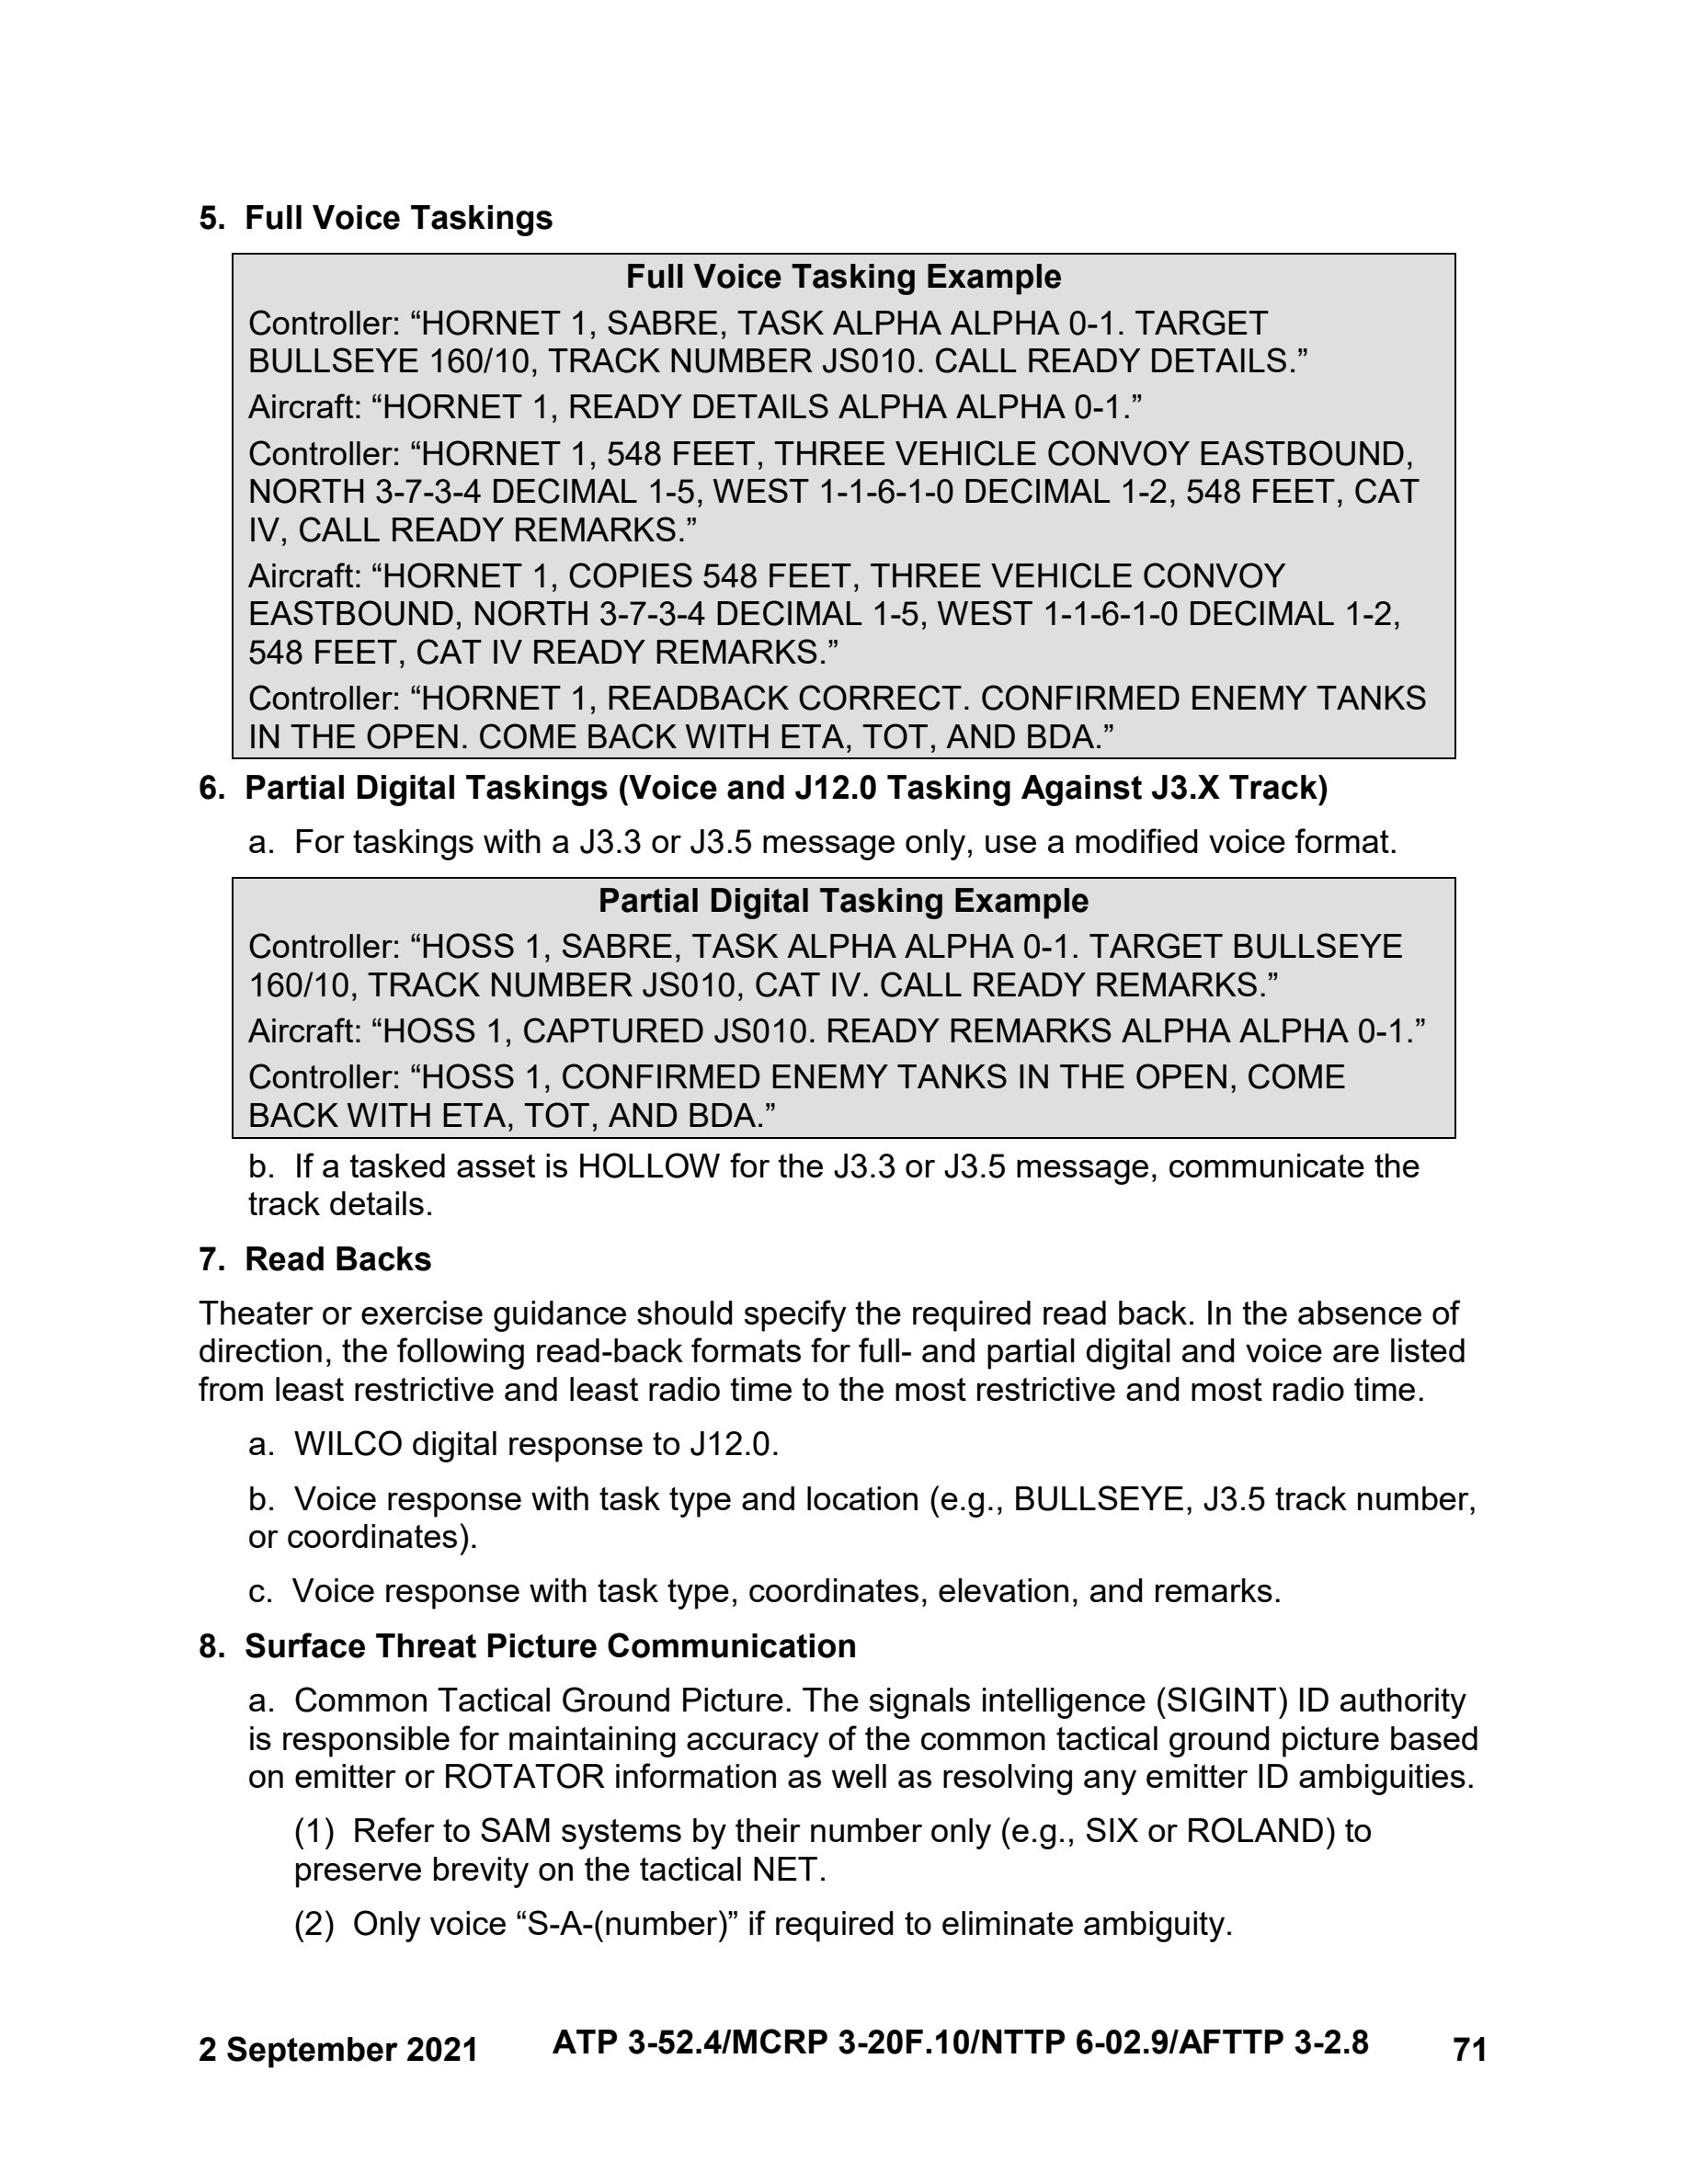 5.  Full Voice Taskings
Full Voice Tasking Example
Controller: “HORNET 1, SABRE, TASK ALPHA ALPHA 0-1. TARGET
BULLSEYE 160/10, TRACK NUMBER JS010. CALL READY DETAILS.”
Aircraft: “HORNET 1, READY DETAILS ALPHA ALPHA 0-1.”
Controller: “HORNET 1, 548 FEET, THREE VEHICLE CONVOY EASTBOUND,
NORTH 3-7-3-4 DECIMAL 1-5, WEST 1-1-6-1-0 DECIMAL 1-2, 548 FEET, CAT
IV, CALL READY REMARKS.”
Aircraft: “HORNET 1, COPIES 548 FEET, THREE VEHICLE CONVOY
EASTBOUND, NORTH 3-7-3-4 DECIMAL 1-5, WEST 1-1-6-1-0 DECIMAL 1-2,
548 FEET, CAT IV READY REMARKS.”
Controller: “HORNET 1, READBACK CORRECT. CONFIRMED ENEMY TANKS
IN THE OPEN. COME BACK WITH ETA, TOT, AND BDA.”
6.  Partial Digital Taskings (Voice and J12.0 Tasking Against J3.X Track)
a.  For taskings with a J3.3 or J3.5 message only, use a modified voice format.
Partial Digital Tasking Example
Controller: “HOSS 1, SABRE, TASK ALPHA ALPHA 0-1. TARGET BULLSEYE
160/10, TRACK NUMBER JS010, CAT IV. CALL READY REMARKS.”
Aircraft: “HOSS 1, CAPTURED JS010. READY REMARKS ALPHA ALPHA 0-1.”
Controller: “HOSS 1, CONFIRMED ENEMY TANKS IN THE OPEN, COME
BACK WITH ETA, TOT, AND BDA.”
b.  If a tasked asset is HOLLOW for the J3.3 or J3.5 message, communicate the
track details.
7.  Read Backs
Theater or exercise guidance should specify the required read back. In the absence of
direction, the following read-back formats for full- and partial digital and voice are listed
from least restrictive and least radio time to the most restrictive and most radio time.
a.  WILCO digital response to J12.0.
b.  Voice response with task type and location (e.g., BULLSEYE, J3.5 track number,
or coordinates).
c.  Voice response with task type, coordinates, elevation, and remarks.
8.  Surface Threat Picture Communication
a.  Common Tactical Ground Picture. The signals intelligence (SIGINT) ID authority
is responsible for maintaining accuracy of the common tactical ground picture based
on emitter or ROTATOR information as well as resolving any emitter ID ambiguities.
(1)  Refer to SAM systems by their number only (e.g., SIX or ROLAND) to
preserve brevity on the tactical NET.
(2)  Only voice “S-A-(number)” if required to eliminate ambiguity.
2 September 2021 ATP 3-52.4/MCRP 3-20F.10/NTTP 6-02.9/AFTTP 3-2.8 71